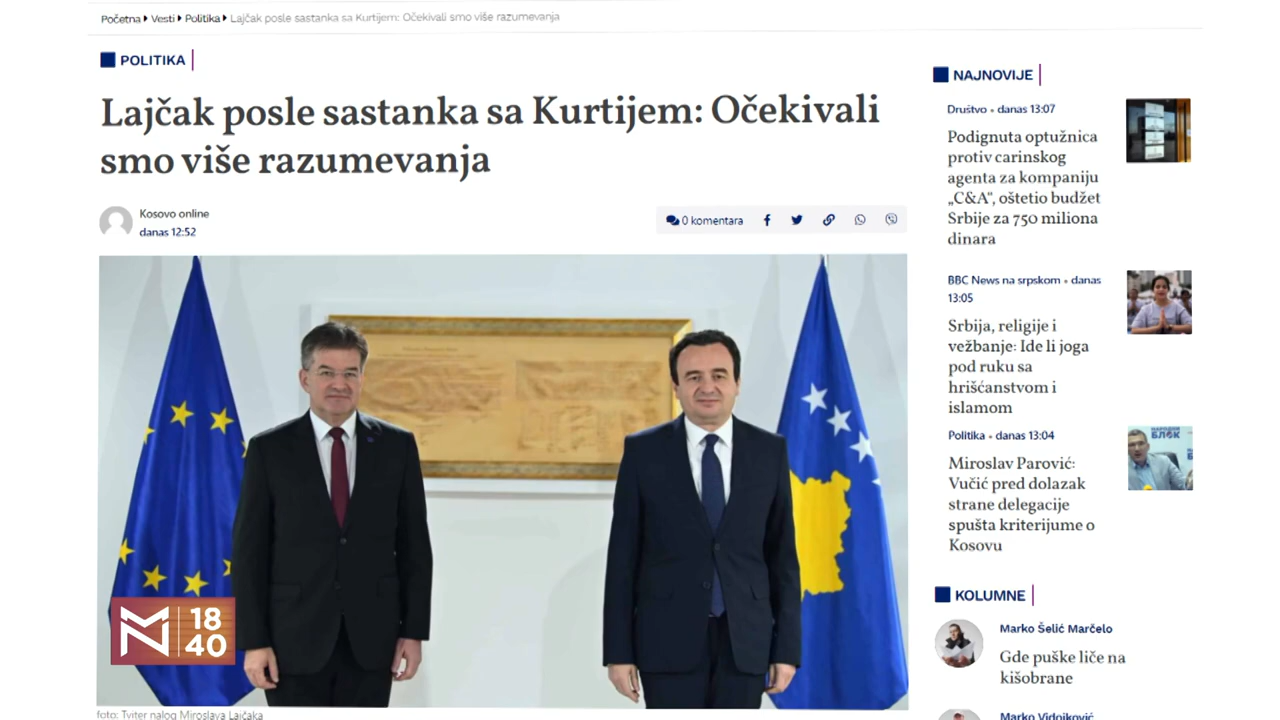 Početna Vesti Politika Lajčak posle sastanka sa Kurtijem: Očekivali smo više razumevanja
POLITIKA
Lajčak posle sastanka sa Kurtijem: Očekivali
smo više razumevanja
Kosovo online
danas 12:52
0 komentara
foto: Tviter nalog Miroslava Lajčaka
18
40
NAJNOVIJE
Društvo • danas 13:07
Podignuta optužnica
protiv carinskog
agenta za kompaniju
„C&A“, oštetio budžet
Srbije za 750 miliona
dinara
BBC News na srpskom • danas
13:05
Srbija, religije i
vežbanje: Ide li joga
pod ruku sa
hrišćanstvom i
islamom
Politika • danas 13:04
НАРОДНИ
БЛОК
Miroslav Parović:
Vučić pred dolazak
strane delegacije
spušta kriterijume o
Kosovu
KOLUMNE
Marko Šelić Marčelo
Gde puške liče na
kišobrane
Marko Vidojković